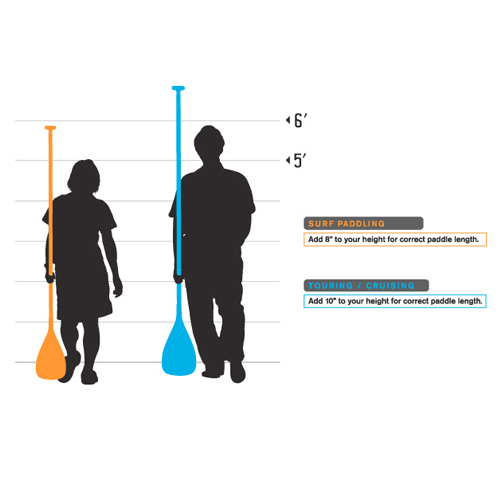 6'
5'
SURF PADDLING
Add 8" to your height for correct paddle length.
TOURING / CRUISING
Add 10" to your height for correct paddle length.